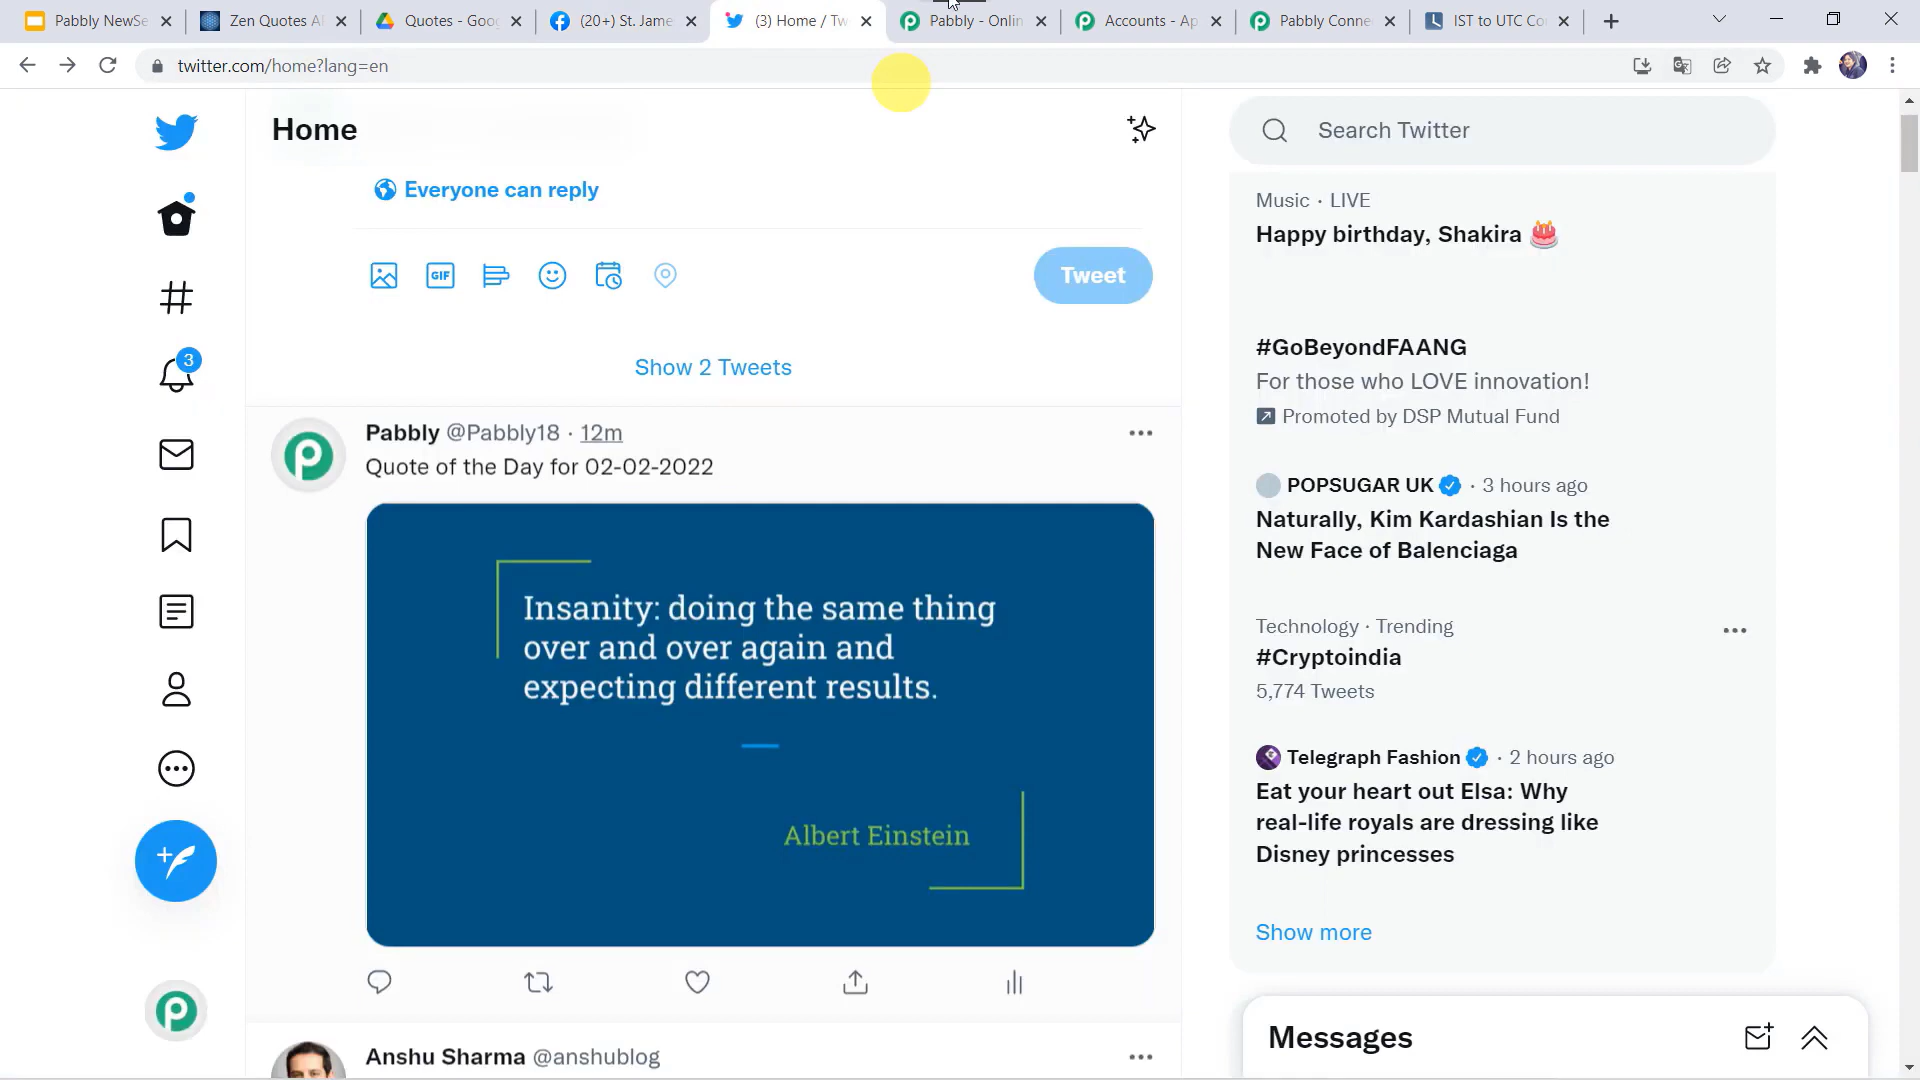 Pabbly NewSe
Zen Quotes A
Quotes - Goo
(20+) St. Jame
(3) Home / Tw
Pabbly - Onlin
Accounts - Ap
Pabbly Conne
IST to UTC Co
twitter.com/home?lang=en
Home
Search Twitter
Everyone can reply
GIF
Tweet
Show 2 Tweets
3
Pabbly @Pabbly18 · 12m
Quote of the Day for 02-02-2022
Insanity: doing the same thing
over and over again and
expecting different results.
Albert Einstein
Anshu Sharma @anshublog
Music · LIVE
Happy birthday, Shakira 🎂
#GoBeyondFAANG
For those who LOVE innovation!
Promoted by DSP Mutual Fund
POPSUGAR UK · 3 hours ago
Naturally, Kim Kardashian Is the
New Face of Balenciaga
Technology · Trending
#Cryptoindia
5,774 Tweets
Telegraph Fashion · 2 hours ago
Eat your heart out Elsa: Why
real-life royals are dressing like
Disney princesses
Show more
Messages